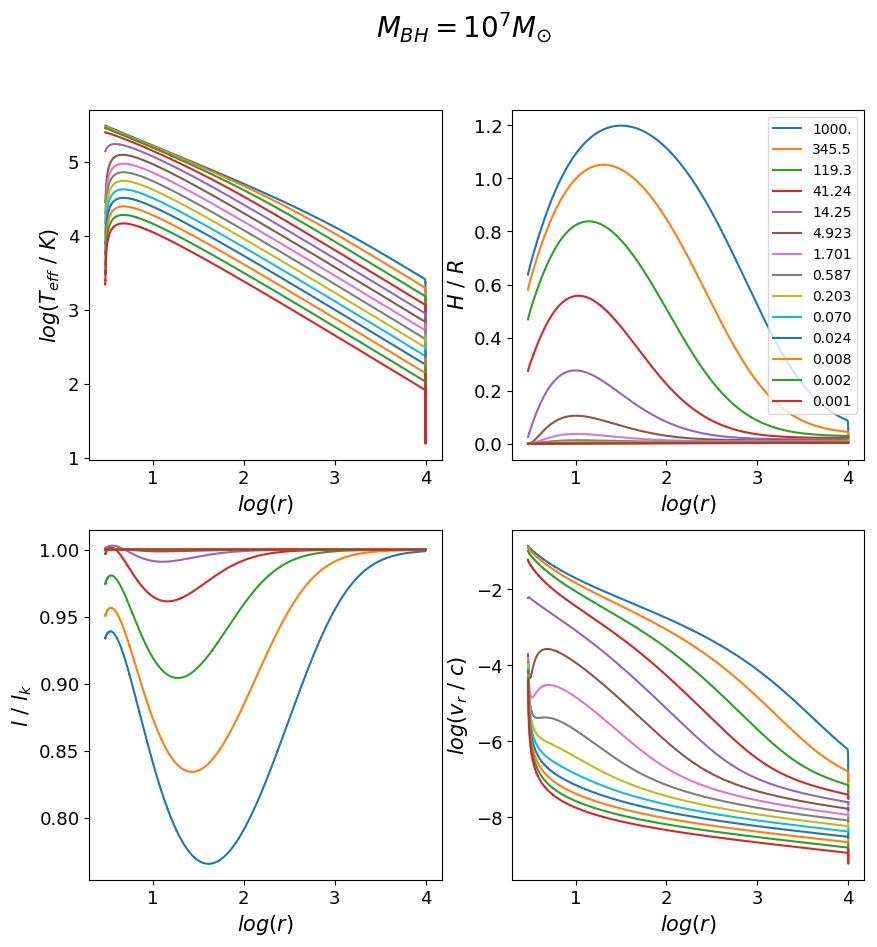 M_{BH} = 10^7 M_⊙
log(T_{eff} / K)
5
4
3
2
1
1 2 3 4
log(r)
H / R
1.2
1.0
0.8
0.6
0.4
0.2
0.0
1 2 3 4
log(r)
1000.
345.5
119.3
41.24
14.25
4.923
1.701
0.587
0.203
0.070
0.024
0.008
0.002
0.001
l / l_k
1.00
0.95
0.90
0.85
0.80
1 2 3 4
log(r)
log(v_r / c)
−2
−4
−6
−8
1 2 3 4
log(r)